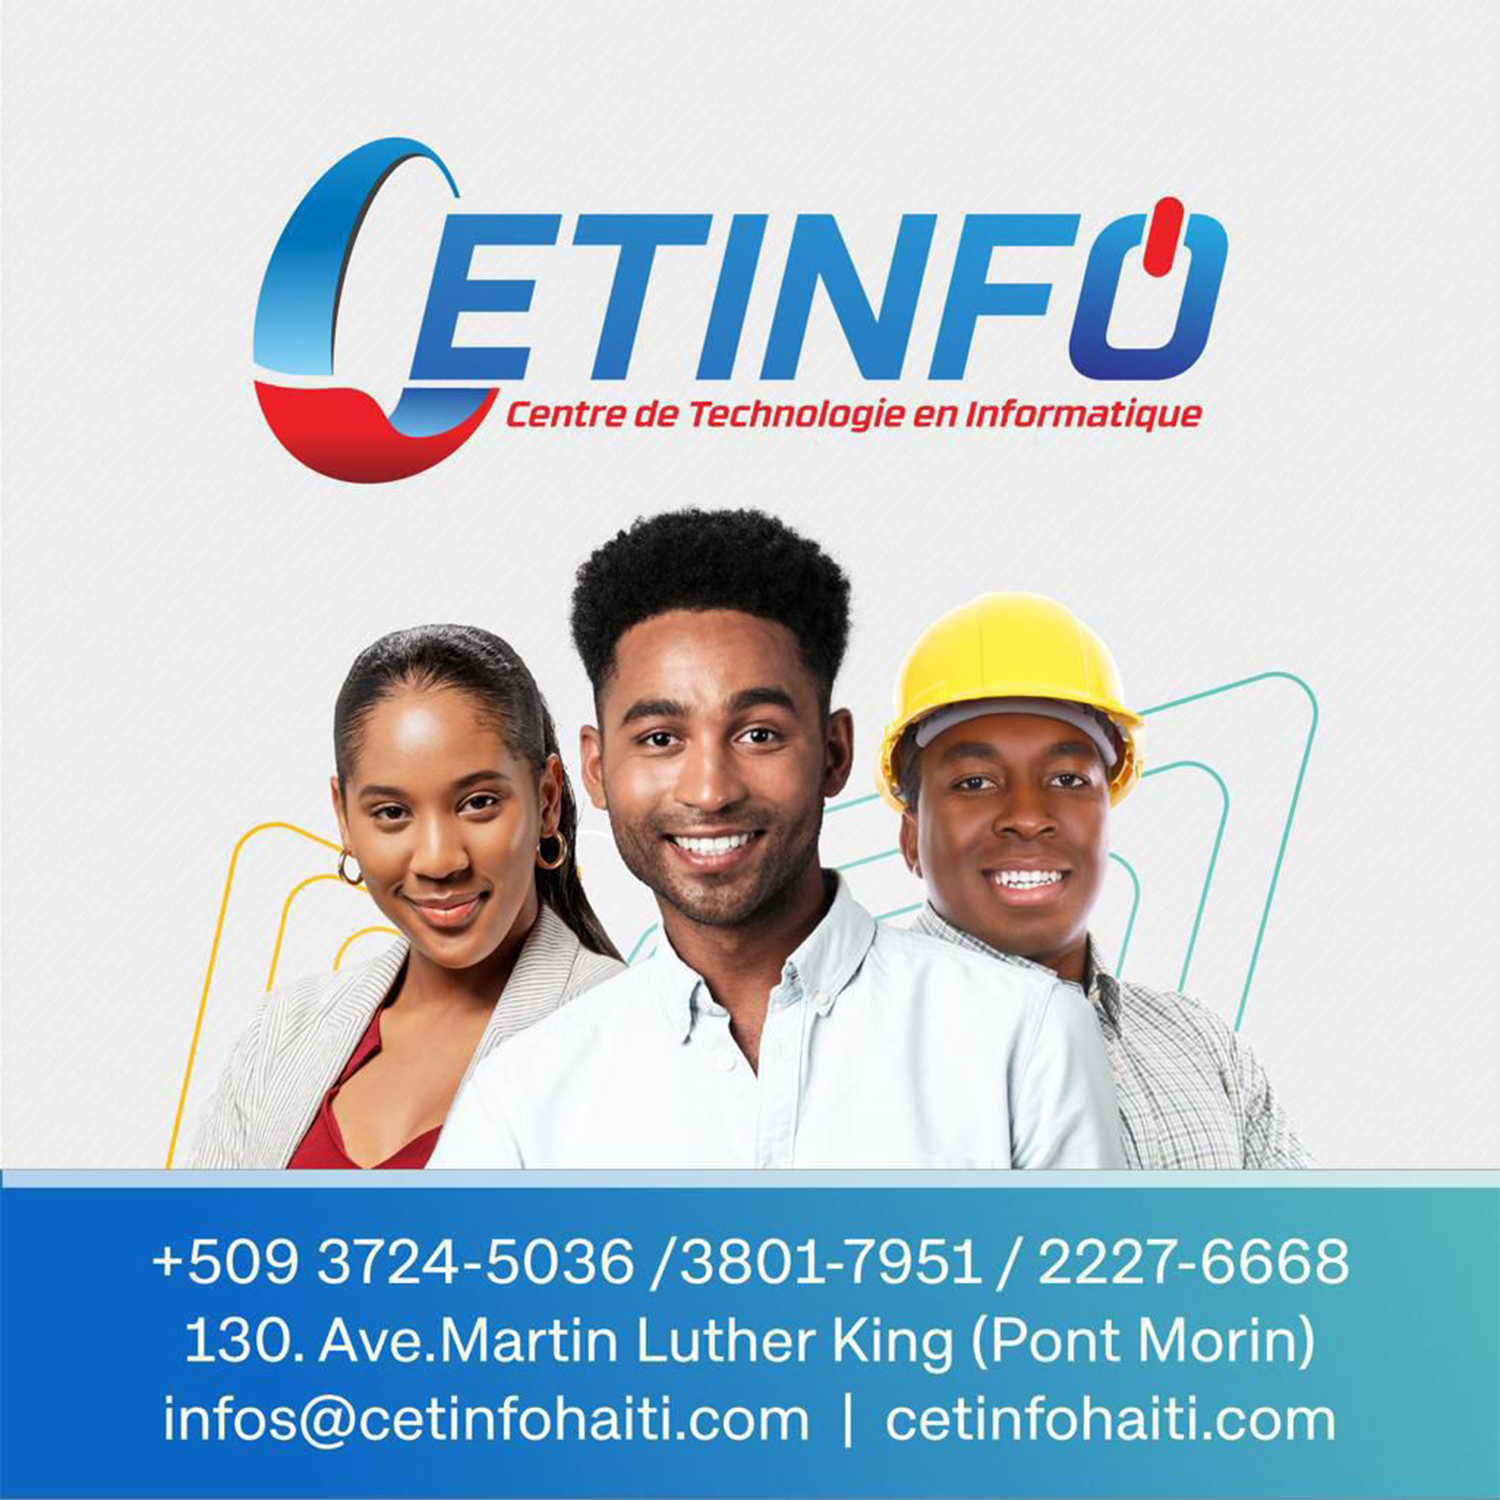 CETINFO
Centre de Technologie en Informatique
+509 3724-5036 /3801-7951 / 2227-6668
130. Ave.Martin Luther King (Pont Morin)
infos@cetinfohaiti.com | cetinfohaiti.com